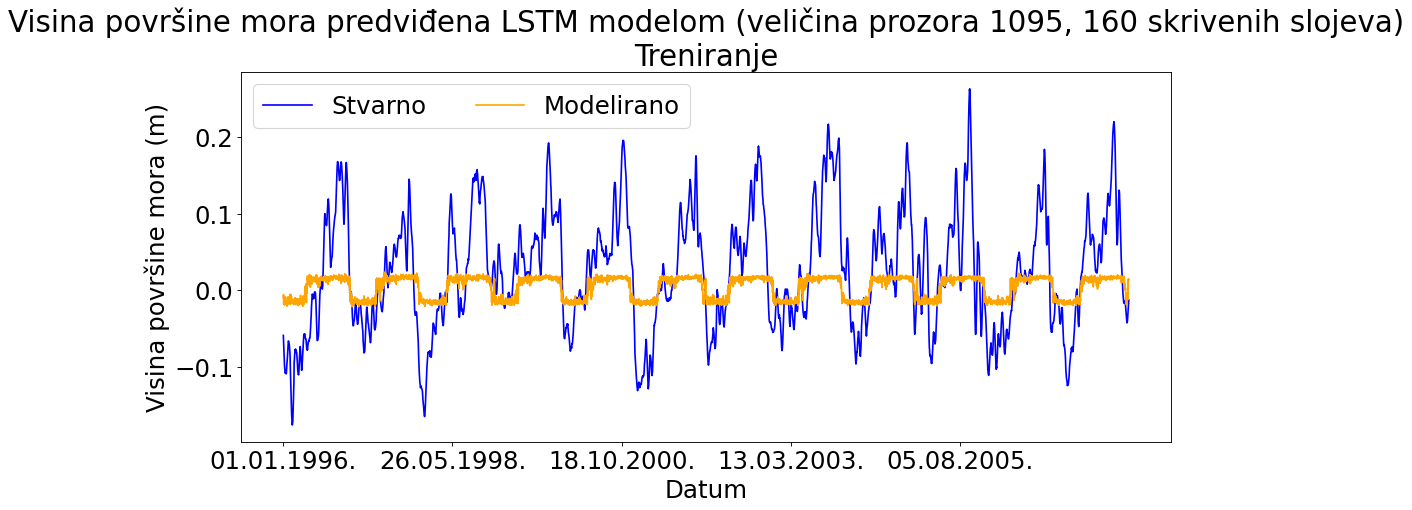 Visina površine mora predviđena LSTM modelom (veličina prozora 1095, 160 skrivenih slojeva)
Treniranje
Stvarno
Modelirano
Visina površine mora (m)
0.2
0.1
0.0
−0.1
01.01.1996.
26.05.1998.
18.10.2000.
13.03.2003.
05.08.2005.
Datum